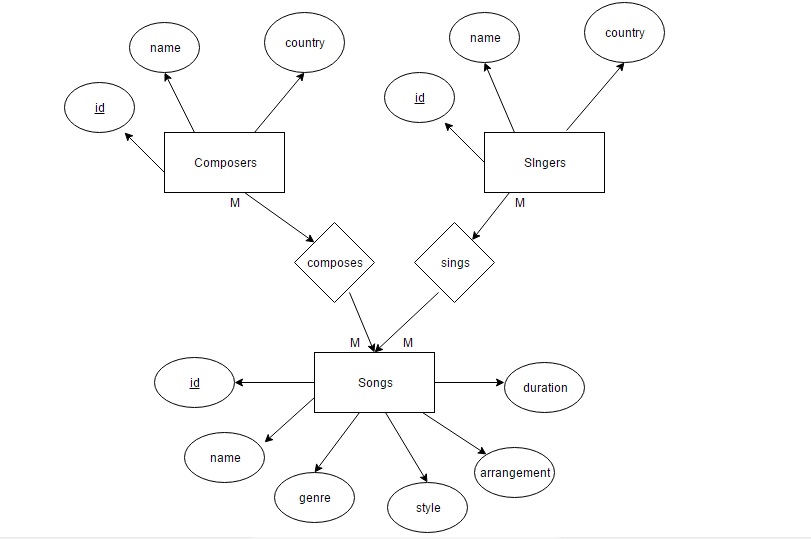 name
country
id
Composers
M
name
country
id
SIngers
M
composes
sings
M
M
Songs
id
name
genre
style
arrangement
duration